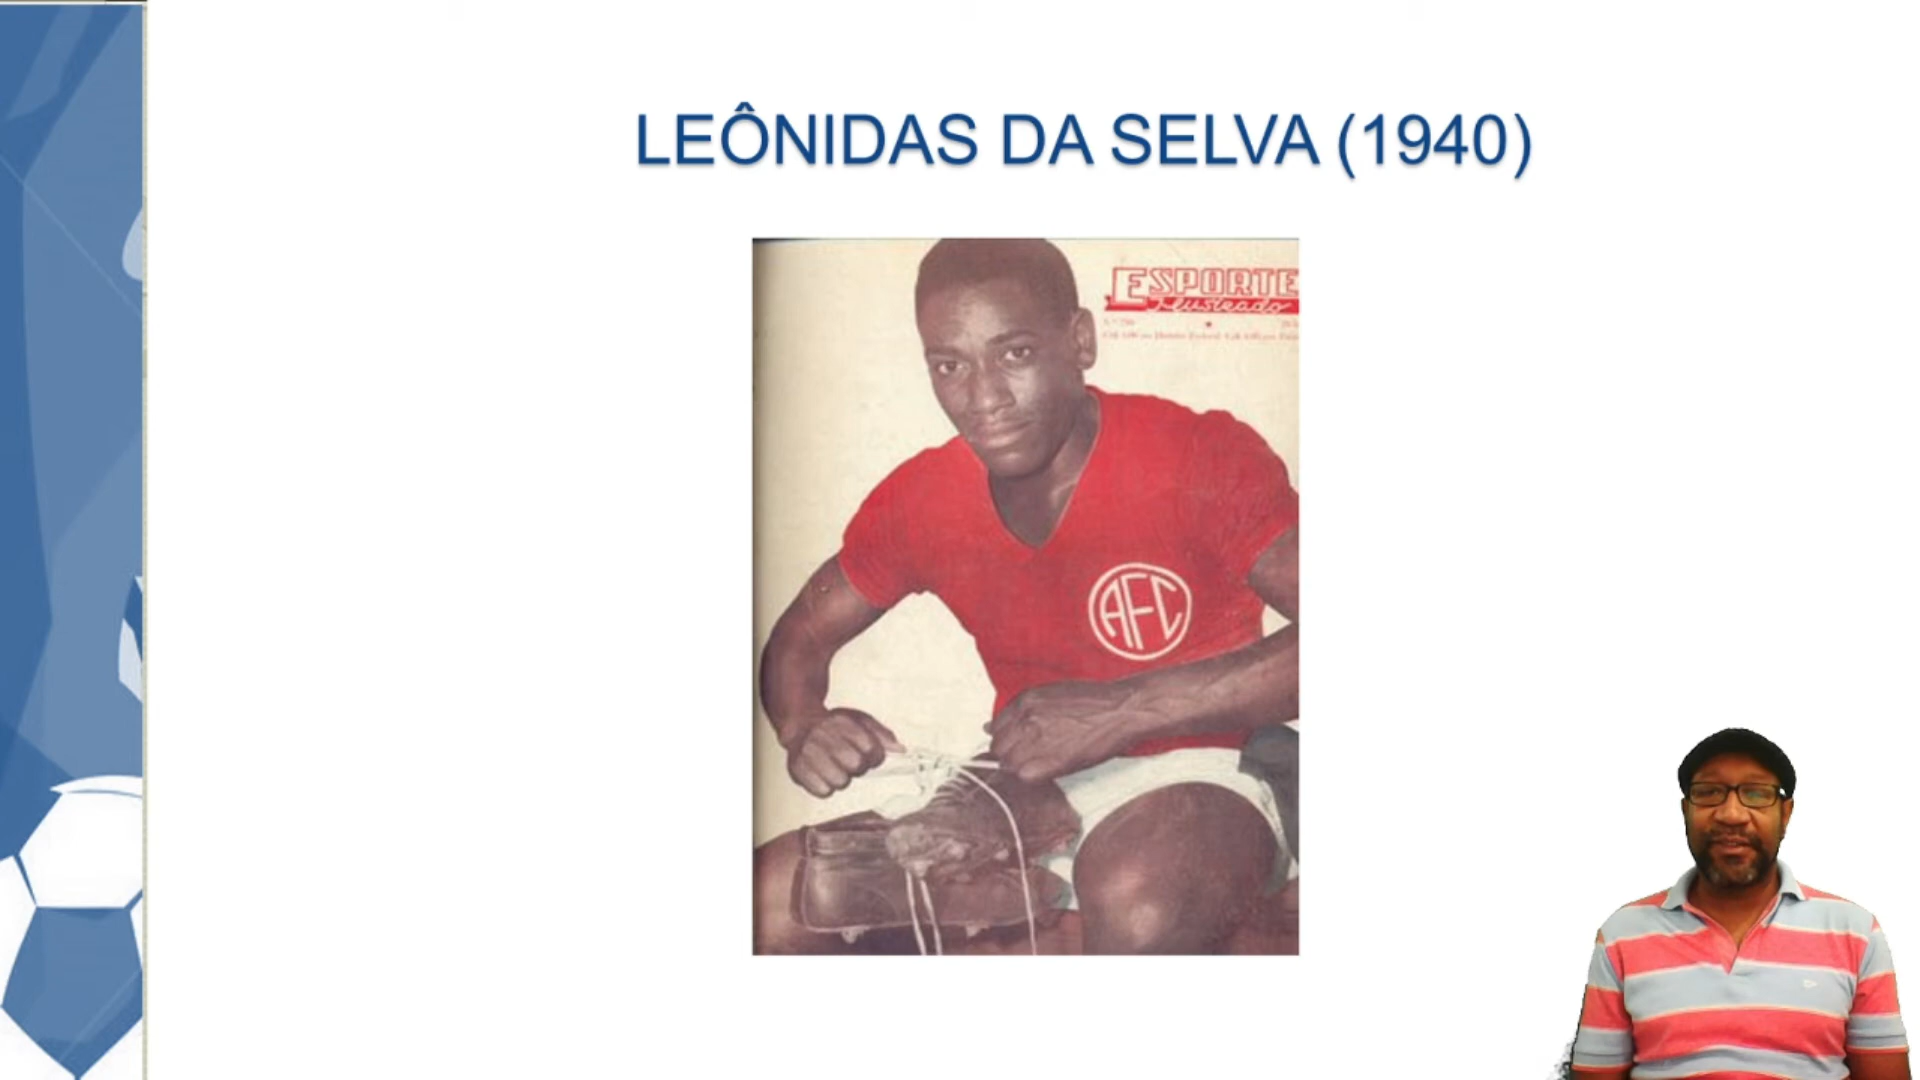 LEÔNIDAS DA SELVA (1940)
ESPORTE
Ilustrado
AFC